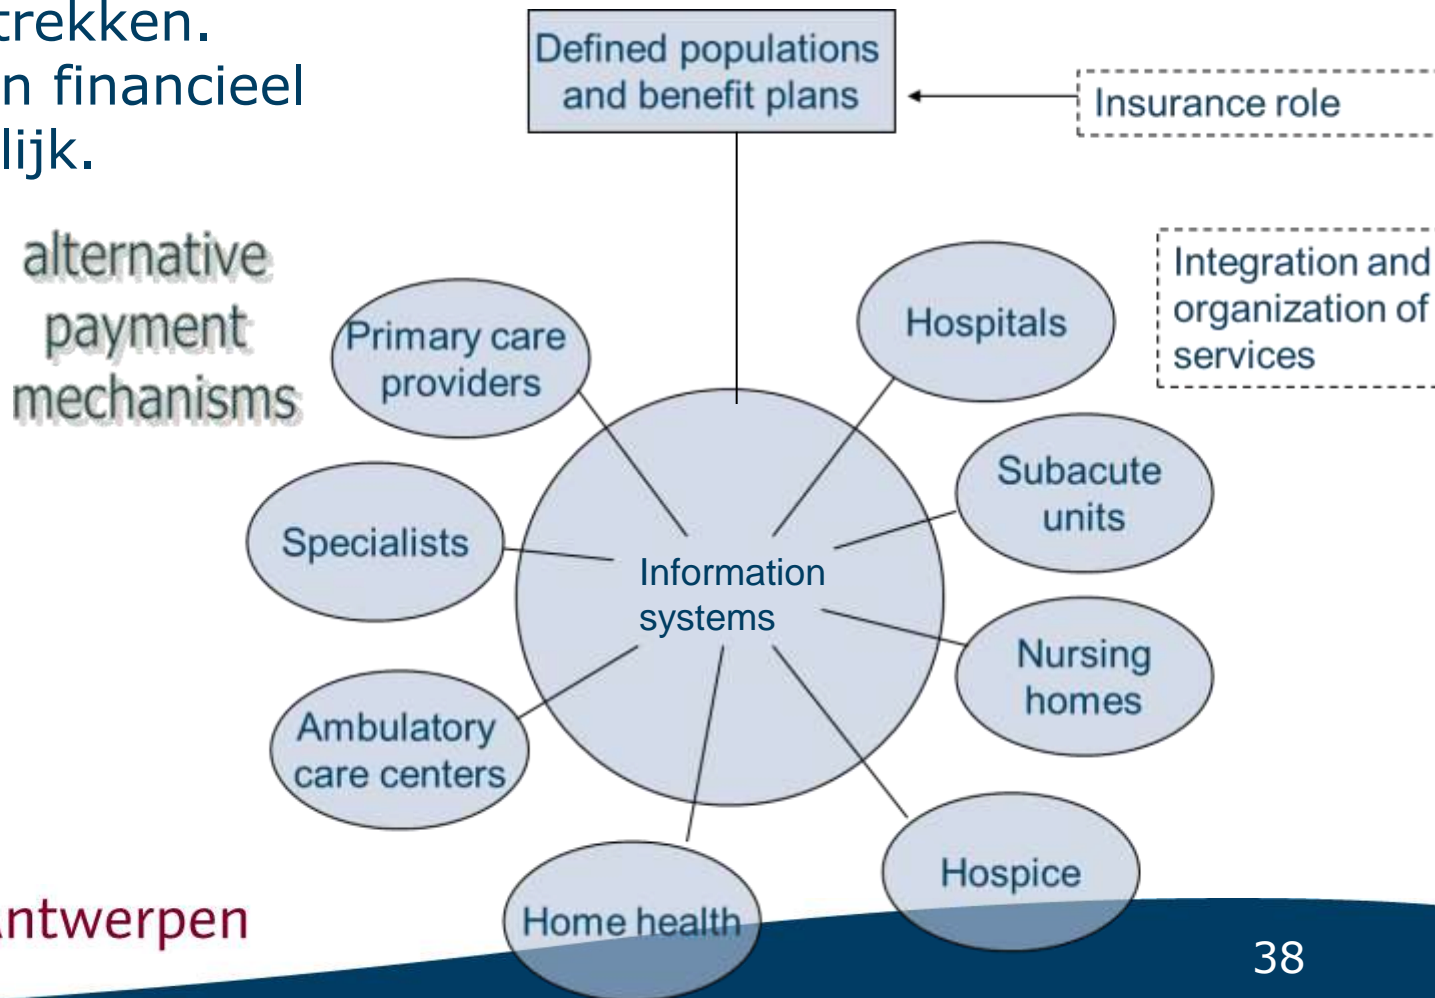 trekken.
n financieel
lijk.
Defined populations
and benefit plans
Insurance role
alternative
payment
mechanisms
Integration and
organization of
services
Primary care
providers
Hospitals
Specialists
Subacute
units
Information
systems
Nursing
homes
Ambulatory
care centers
Hospice
Home health
ntwerpen
38